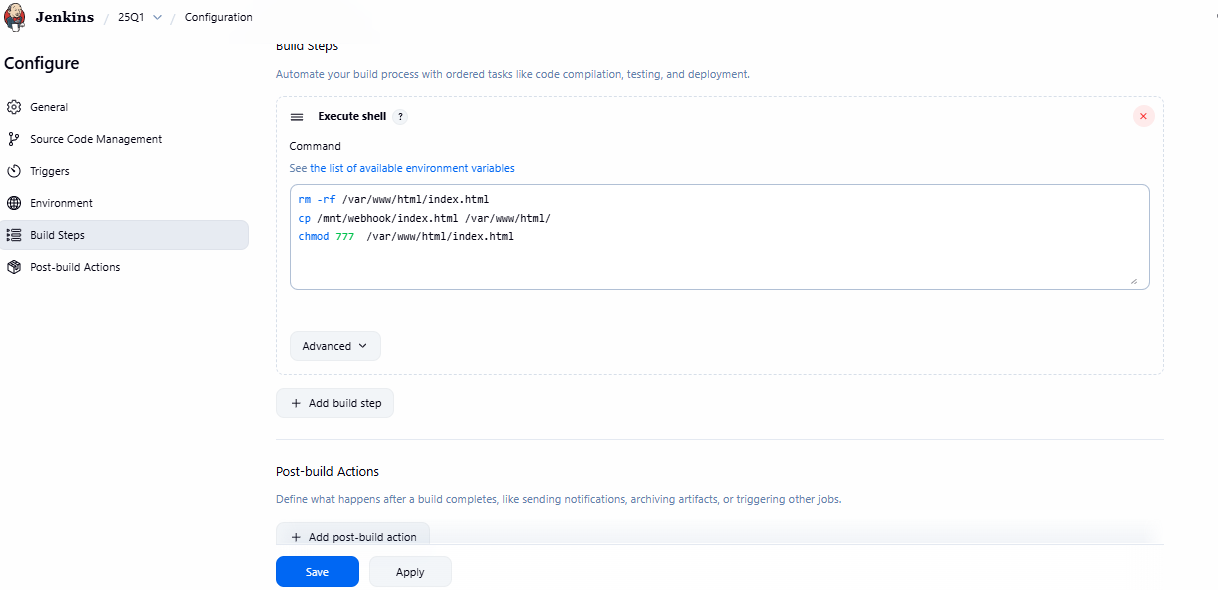 Jenkins / 25Q1 / Configuration
Configure
General
Source Code Management
Triggers
Environment
Build Steps
Post-build Actions
Build Steps
Automate your build process with ordered tasks like code compilation, testing, and deployment.
Execute shell ?
Command
See the list of available environment variables
rm -rf /var/www/html/index.html
cp /mnt/webhook/index.html /var/www/html/
chmod 777  /var/www/html/index.html
Advanced
+ Add build step
Post-build Actions
Define what happens after a build completes, like sending notifications, archiving artifacts, or triggering other jobs.
+ Add post-build action
Save Apply